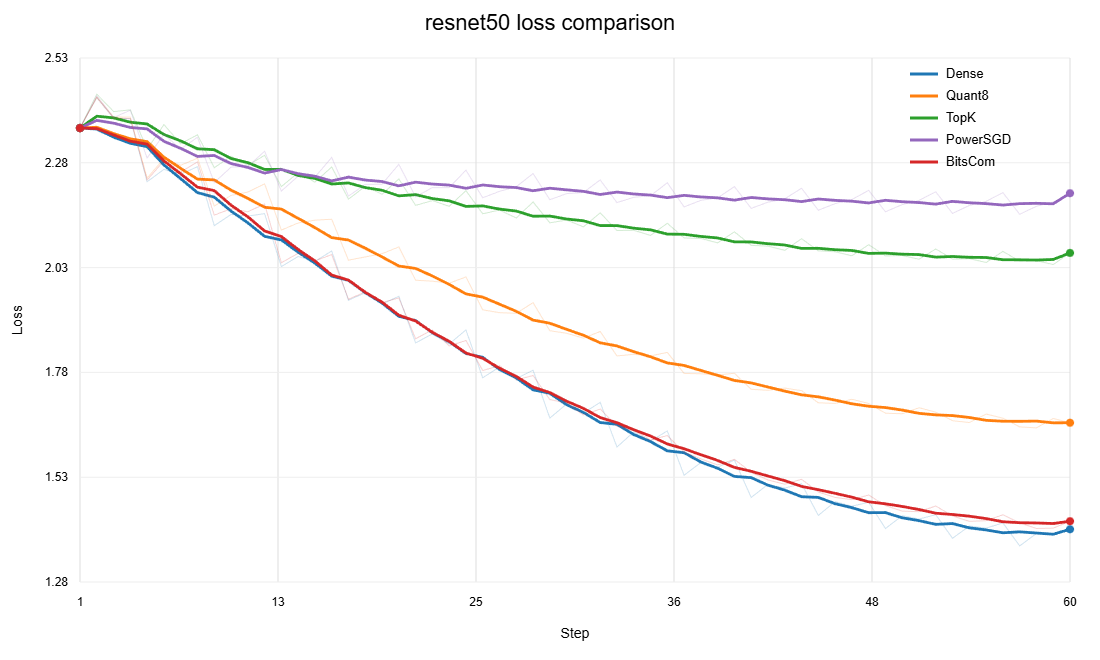 resnet50 loss comparison
2.53
2.28
2.03
1.78
1.53
1.28
Loss
Dense
Quant8
TopK
PowerSGD
BitsCom
1 13 25 36 48 60
Step